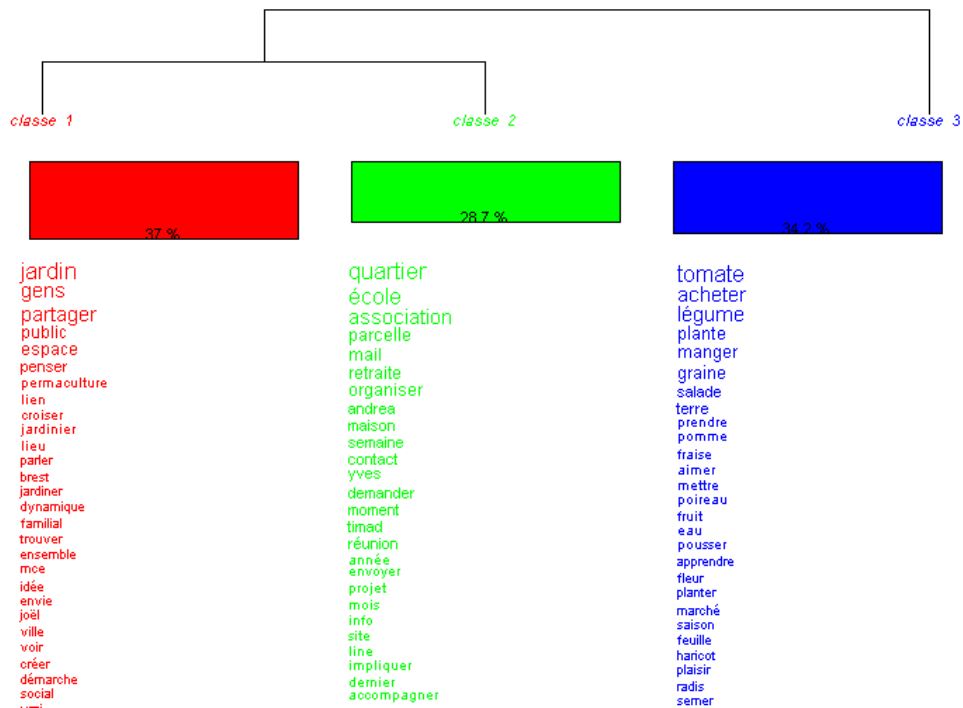 classe 1
classe 2
classe 3
37 %
28.7 %
34.2 %
jardin
gens
partager
public
espace
penser
permaculture
lien
croiser
jardinier
lieu
parler
brest
jardiner
dynamique
familial
trouver
ensemble
mce
idée
envie
joël
ville
voir
créer
démarche
social
quartier
école
association
parcelle
mail
retraite
organiser
andrea
maison
semaine
contact
yves
demander
moment
timad
réunion
année
envoyer
projet
mois
info
site
line
impliquer
dernier
accompagner
tomate
acheter
légume
plante
manger
graine
salade
terre
prendre
pomme
fraise
aimer
mettre
poireau
fruit
eau
pousser
apprendre
fleur
planter
marché
saison
feuille
haricot
plaisir
radis
semer